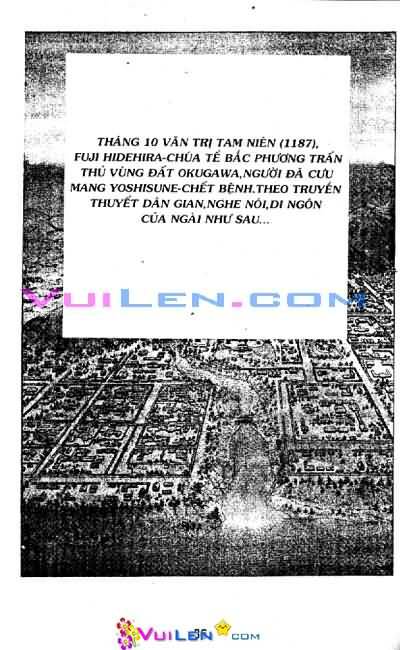 THÁNG 10 VĂN TRỊ TAM NIÊN (1187),
FUJI HIDEHIRA-CHÚA TỂ BẮC PHƯƠNG TRẤN
THỦ VÙNG ĐẤT OKUGAWA,NGƯỜI ĐÃ CƯU
MANG YOSHISUNE-CHẾT BỆNH.THEO TRUYỀN
THUYẾT DÂN GIAN,NGHE NÓI,DI NGÔN
CỦA NGÀI NHƯ SAU...
VUILEN.COM
VUILEN.COM